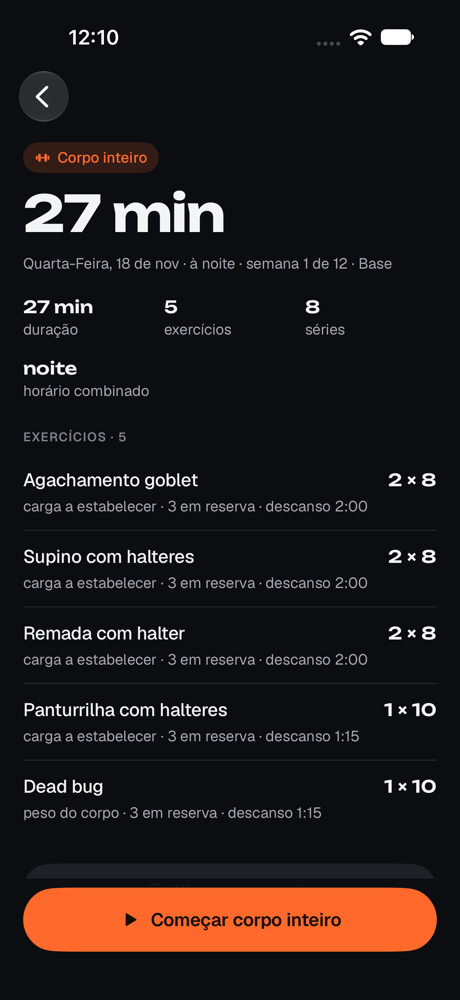 12:10
Corpo inteiro
27 min
Quarta-Feira, 18 de nov · à noite · semana 1 de 12 · Base
27 min 5 8
duração exercícios séries
noite
horário combinado
EXERCÍCIOS · 5
Agachamento goblet 2 × 8
carga a estabelecer · 3 em reserva · descanso 2:00
Supino com halteres 2 × 8
carga a estabelecer · 3 em reserva · descanso 2:00
Remada com halter 2 × 8
carga a estabelecer · 3 em reserva · descanso 2:00
Panturrilha com halteres 1 × 10
carga a estabelecer · 3 em reserva · descanso 1:15
Dead bug 1 × 10
peso do corpo · 3 em reserva · descanso 1:15
Começar corpo inteiro